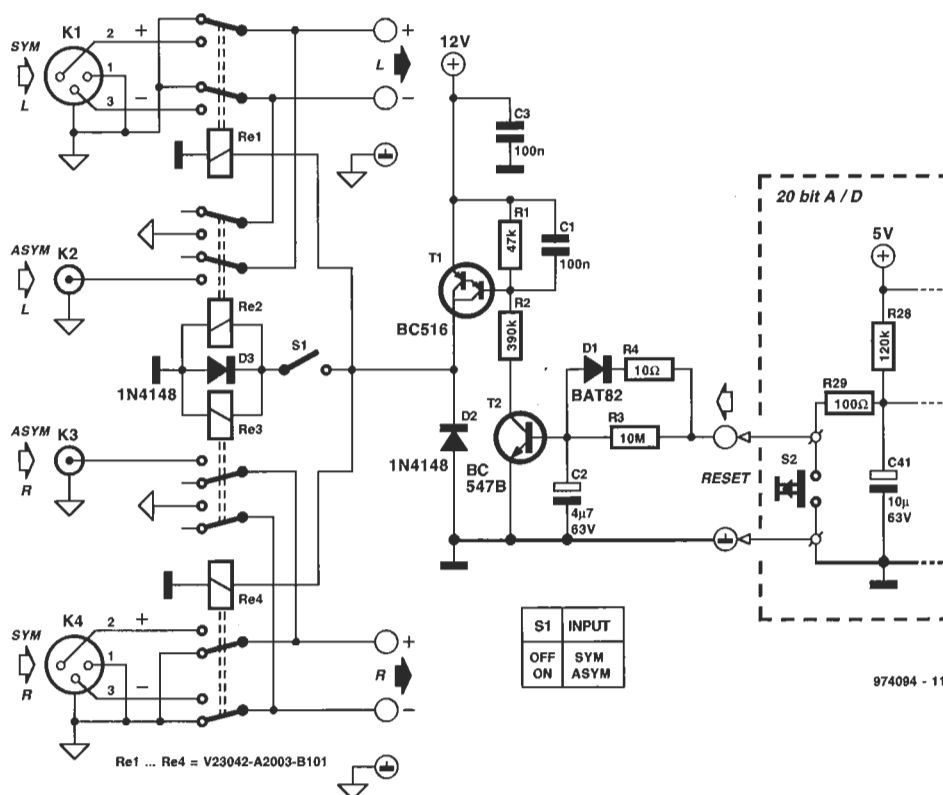 K1
SYM
L
2
+
1
3
−
+
L
−
Re1
ASYM
L
K2
Re2
D3
1N4148
S1
Re3
ASYM
R
K3
Re4
SYM
R
K4
2
+
1
3
−
+
R
−
Re1 ... Re4 = V23042-A2003-B101
12V
+
C3
100n
R1
47k
C1
100n
T1
BC516
R2
390k
D1
BAT82
R4
10Ω
R3
10M
T2
BC
547B
D2
1N4148
C2
4µ7
63V
RESET
20 bit A / D
5V
+
R28
120k
R29
100Ω
S2
C41
10µ
63V
S1 INPUT
OFF SYM
ON ASYM
974094 - 11